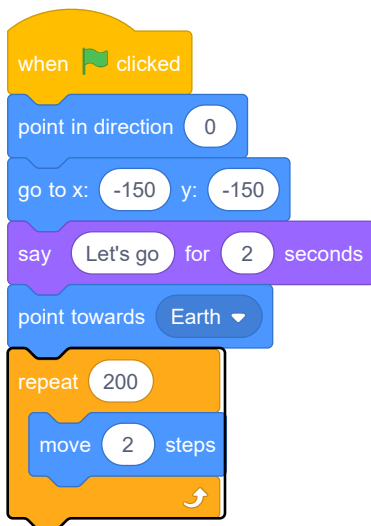 when clicked
point in direction 0
go to x: -150 y: -150
say Let's go for 2 seconds
point towards Earth
repeat 200
move 2 steps